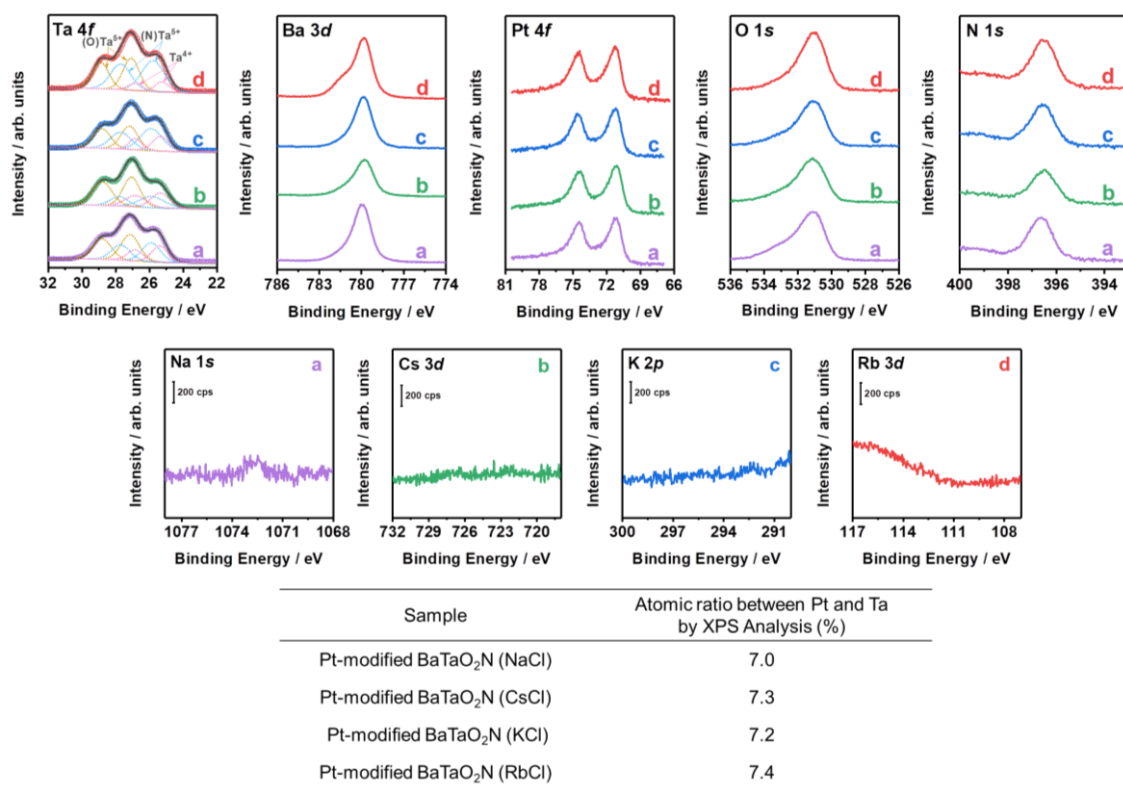 Ta 4f
(O)Ta5+
(N)Ta5+
Ta4+
d
c
b
a
32 30 28 26 24 22
Binding Energy / eV
Intensity / arb. units
Ba 3d
d
c
b
a
786 783 780 777 774
Binding Energy / eV
Intensity / arb. units
Pt 4f
d
c
b
a
81 78 75 72 69 66
Binding Energy / eV
Intensity / arb. units
O 1s
d
c
b
a
536 534 532 530 528 526
Binding Energy / eV
Intensity / arb. units
N 1s
d
c
b
a
400 398 396 394
Binding Energy / eV
Intensity / arb. units
Na 1s
a
200 cps
1077 1074 1071 1068
Binding Energy / eV
Intensity / arb. units
Cs 3d
b
200 cps
732 729 726 723 720
Binding Energy / eV
Intensity / arb. units
K 2p
c
200 cps
300 297 294 291
Binding Energy / eV
Intensity / arb. units
Rb 3d
d
200 cps
117 114 111 108
Binding Energy / eV
Intensity / arb. units
Sample Atomic ratio between Pt and Ta
by XPS Analysis (%)
Pt-modified BaTaO₂N (NaCl) 7.0
Pt-modified BaTaO₂N (CsCl) 7.3
Pt-modified BaTaO₂N (KCl) 7.2
Pt-modified BaTaO₂N (RbCl) 7.4